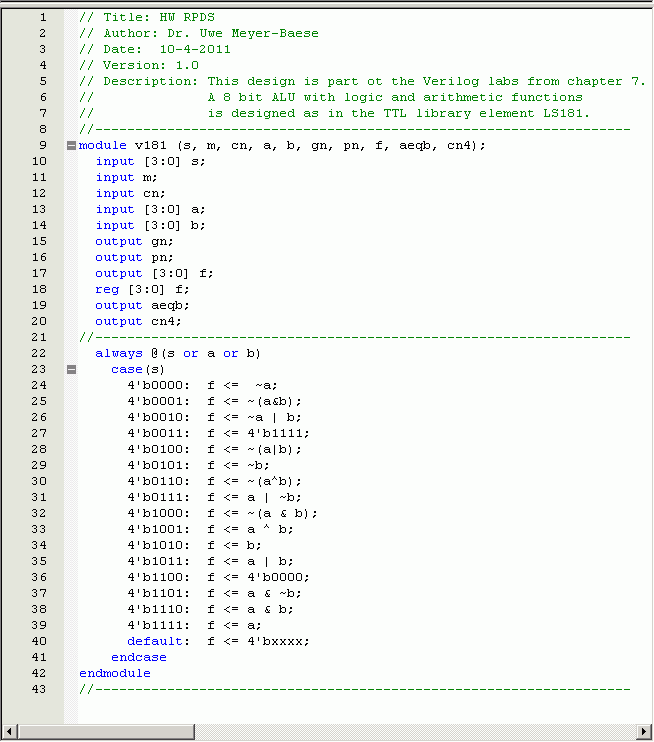 1 // Title: HW RPDS
2 // Author: Dr. Uwe Meyer-Baese
3 // Date:  10-4-2011
4 // Version: 1.0
5 // Description: This design is part ot the Verilog labs from chapter 7.
6 //              A 8 bit ALU with logic and arithmetic functions
7 //              is designed as in the TTL library element LS181.
8 //-------------------------------------------------------------------
9 module v181 (s, m, cn, a, b, gn, pn, f, aeqb, cn4);
10   input [3:0] s;
11   input m;
12   input cn;
13   input [3:0] a;
14   input [3:0] b;
15   output gn;
16   output pn;
17   output [3:0] f;
18   reg [3:0] f;
19   output aeqb;
20   output cn4;
21 //-------------------------------------------------------------------
22   always @(s or a or b)
23     case(s)
24       4'b0000:  f <=  ~a;
25       4'b0001:  f <= ~(a&b);
26       4'b0010:  f <= ~a | b;
27       4'b0011:  f <= 4'b1111;
28       4'b0100:  f <= ~(a|b);
29       4'b0101:  f <= ~b;
30       4'b0110:  f <= ~(a^b);
31       4'b0111:  f <= a | ~b;
32       4'b1000:  f <= ~(a & b);
33       4'b1001:  f <= a ^ b;
34       4'b1010:  f <= b;
35       4'b1011:  f <= a | b;
36       4'b1100:  f <= 4'b0000;
37       4'b1101:  f <= a & ~b;
38       4'b1110:  f <= a & b;
39       4'b1111:  f <= a;
40       default:  f <= 4'bxxxx;
41     endcase
42 endmodule
43 //-------------------------------------------------------------------